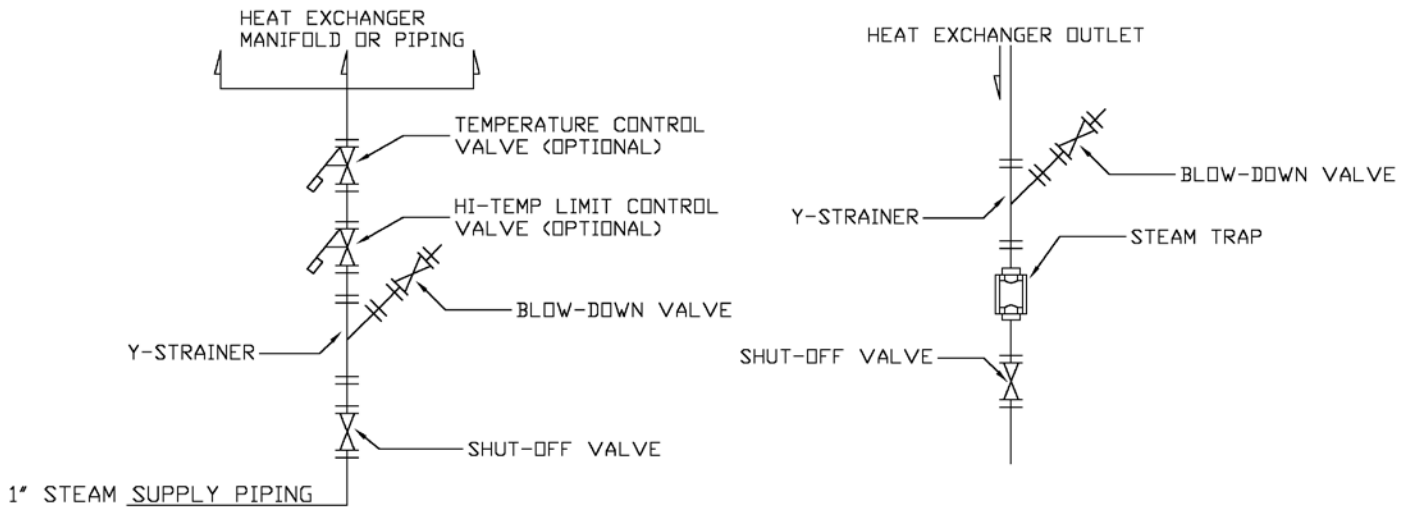 HEAT EXCHANGER
MANIFOLD OR PIPING
TEMPERATURE CONTROL
VALVE (OPTIONAL)
HI-TEMP LIMIT CONTROL
VALVE (OPTIONAL)
BLOW-DOWN VALVE
Y-STRAINER
SHUT-OFF VALVE
1" STEAM SUPPLY PIPING
HEAT EXCHANGER OUTLET
BLOW-DOWN VALVE
Y-STRAINER
STEAM TRAP
SHUT-OFF VALVE